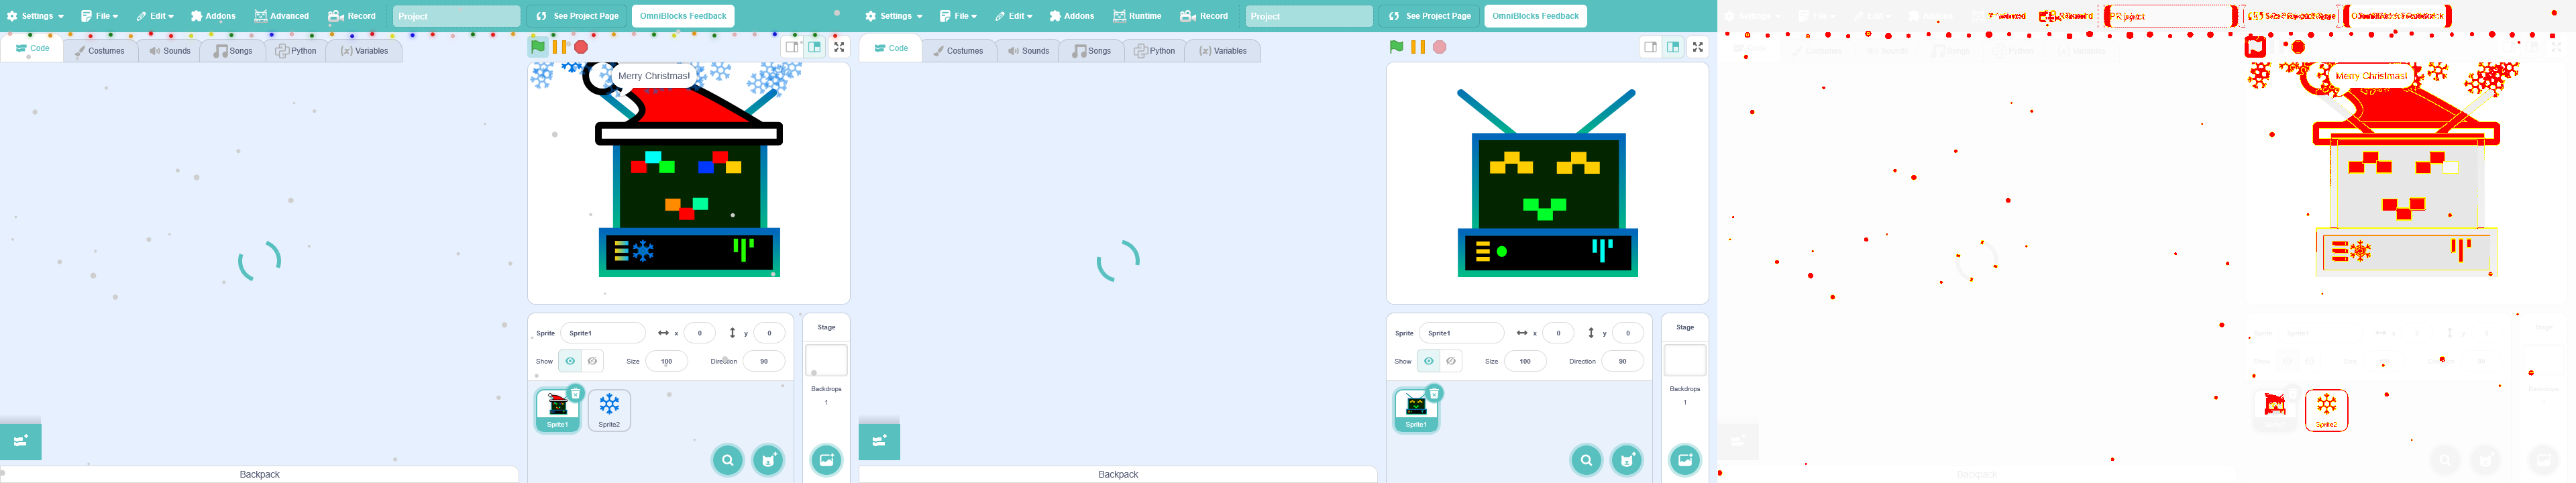 Settings File Edit Addons Advanced Record Project See Project Page OmniBlocks Feedback
Code Costumes Sounds Songs Python Variables
Merry Christmas!
Sprite Sprite1 x 0 y 0
Show Size 100 Direction 90
Stage
Backdrops
1
Sprite1 Sprite2
Backpack
Settings File Edit Addons Runtime Record Project See Project Page OmniBlocks Feedback
Code Costumes Sounds Songs Python Variables
Sprite Sprite1 x 0 y 0
Show Size 100 Direction 90
Stage
Backdrops
1
Sprite1
Backpack
Merry Christmas!
Sprite2
Backpack